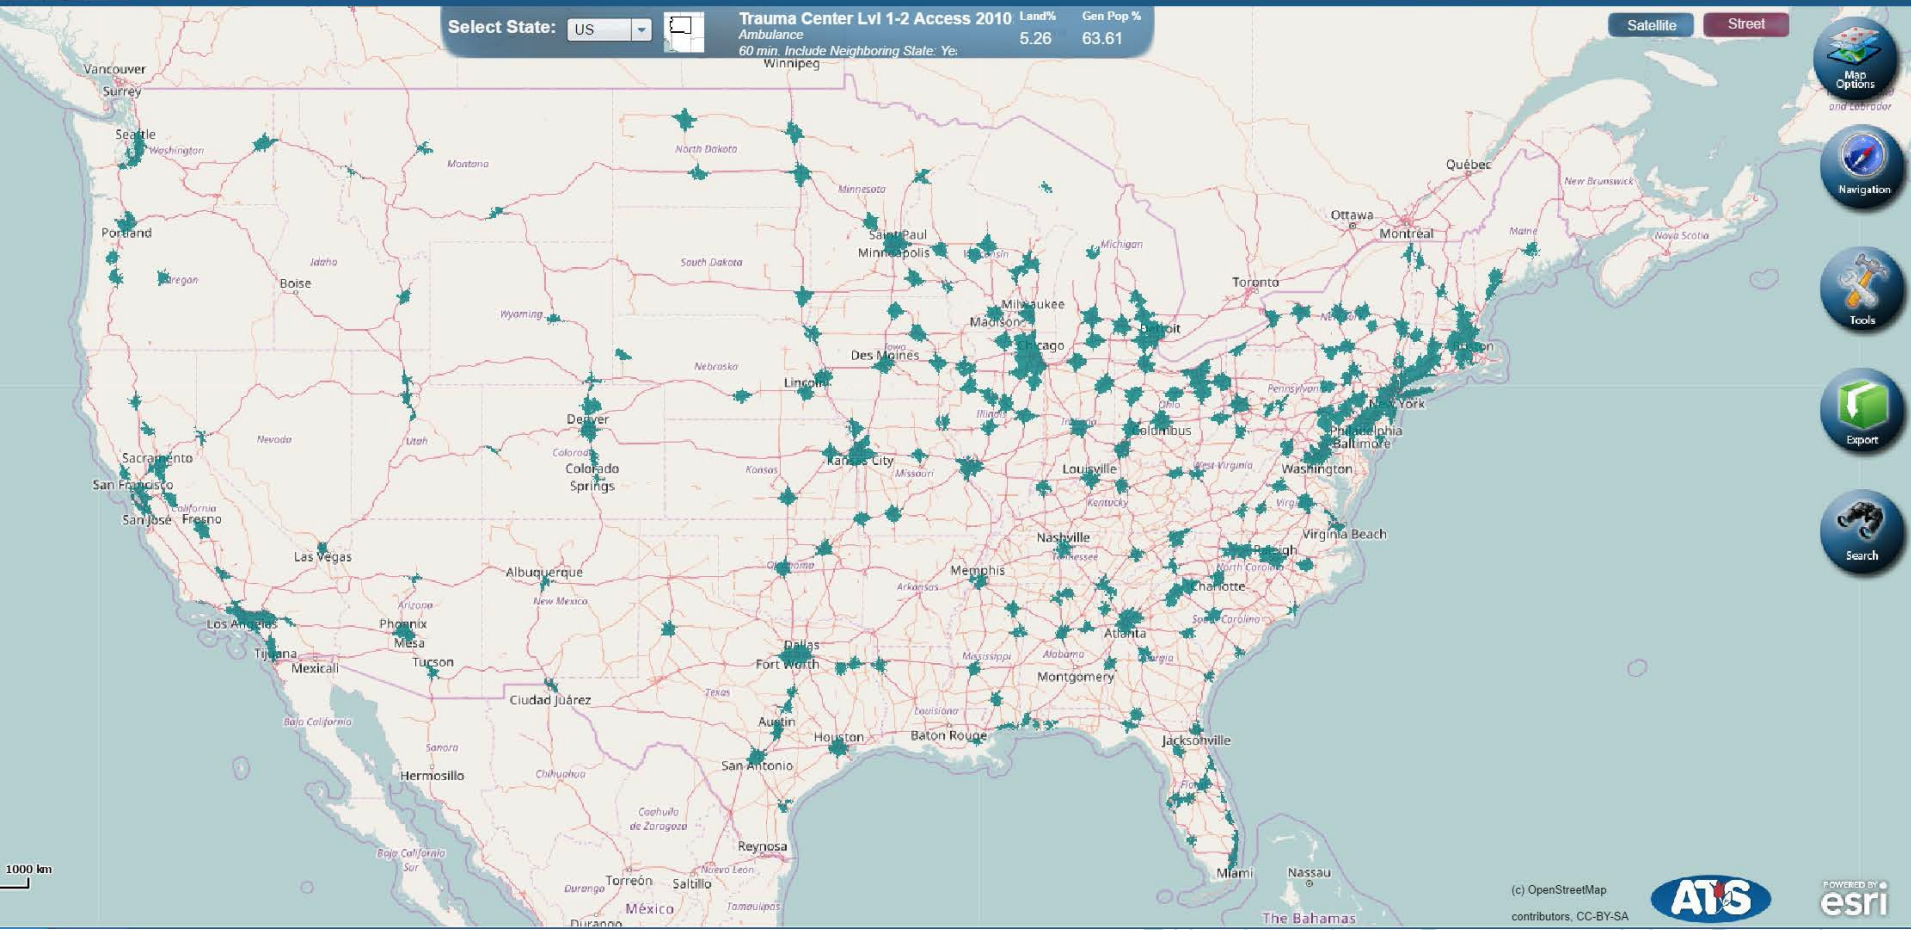 Select State:
US
Trauma Center Lvl 1-2 Access 2010
Ambulance
60 min. Include Neighboring State: Yes
Land%
5.26
Gen Pop %
63.61
Satellite
Street
Map
Options
and Labrador
Navigation
Tools
Export
Search
Vancouver
Surrey
Winnipeg
Seattle
Washington
Montana
North Dakota
Minnesota
Québec
New Brunswick
Ottawa
Montréal
Maine
Nova Scotia
Portland
Saint Paul
Minneapolis
Michigan
Oregon
Idaho
Boise
South Dakota
Toronto
Wyoming
Milwaukee
Madison
Detroit
Chicago
Iowa
Des Moines
Boston
Nebraska
Lincoln
Pennsylvania
New York
Ohio
Illinois
Denver
Columbus
Philadelphia
Baltimore
Nevada
Utah
Sacramento
Colorado
Colorado
Springs
Kansas
Kansas City
Missouri
Louisville
West Virginia
Washington
San Francisco
California
Kentucky
San José
Fresno
Nashville
Virginia Beach
Las Vegas
Tennessee
Raleigh
Albuquerque
Oklahoma
Memphis
North Carolina
Arkansas
Charlotte
New Mexico
Arizona
Los Angeles
Phoenix
Mesa
Atlanta
South Carolina
Tijuana
Mexicali
Tucson
Dallas
Fort Worth
Mississippi
Alabama
Georgia
Montgomery
Ciudad Juárez
Texas
Baja California
Austin
Louisiana
Houston
Baton Rouge
Jacksonville
Sonora
San Antonio
Hermosillo
Chihuahua
Coahuila
de Zaragoza
Baja California
Sur
Reynosa
1000 km
Miami
Nassau
Durango
Torreón
Saltillo
Nuevo León
México
Tamaulipas
Durango
The Bahamas
(c) OpenStreetMap
contributors, CC-BY-SA
ATS
POWERED BY
esri